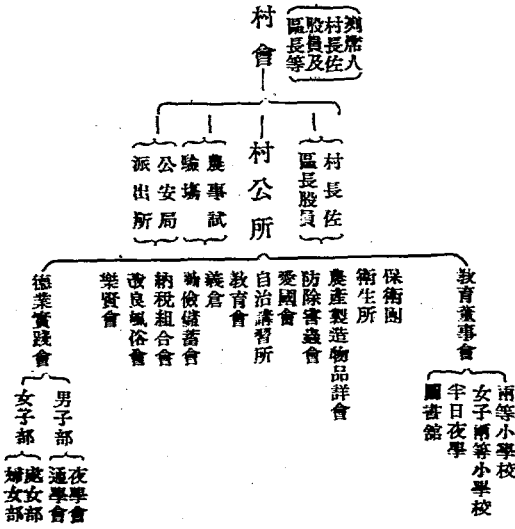 村會
列席人
村長佐
股員及
區長等
村公所
村長佐
區長股員
農事試
驗場
公安局
派出所
教育董事會
兩等小學校
女子兩等小學校
半日夜學
圖書館
保衛團
衛生所
農產製造物品評會
防除害蟲會
愛國會
自治講習所
教育會
義倉
勤儉儲蓄會
納稅組合會
改良風俗會
樂賢會
德業實踐會
男子部
夜學會
通學會
女子部
處女部
婦女部